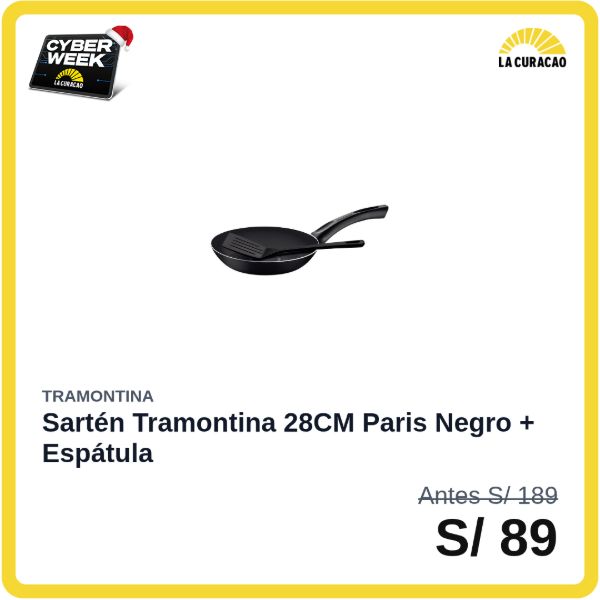 CYBER
WEEK
LA CURACAO
LA CURACAO
TRAMONTINA
Sartén Tramontina 28CM Paris Negro +
Espátula
Antes S/ 189
S/ 89